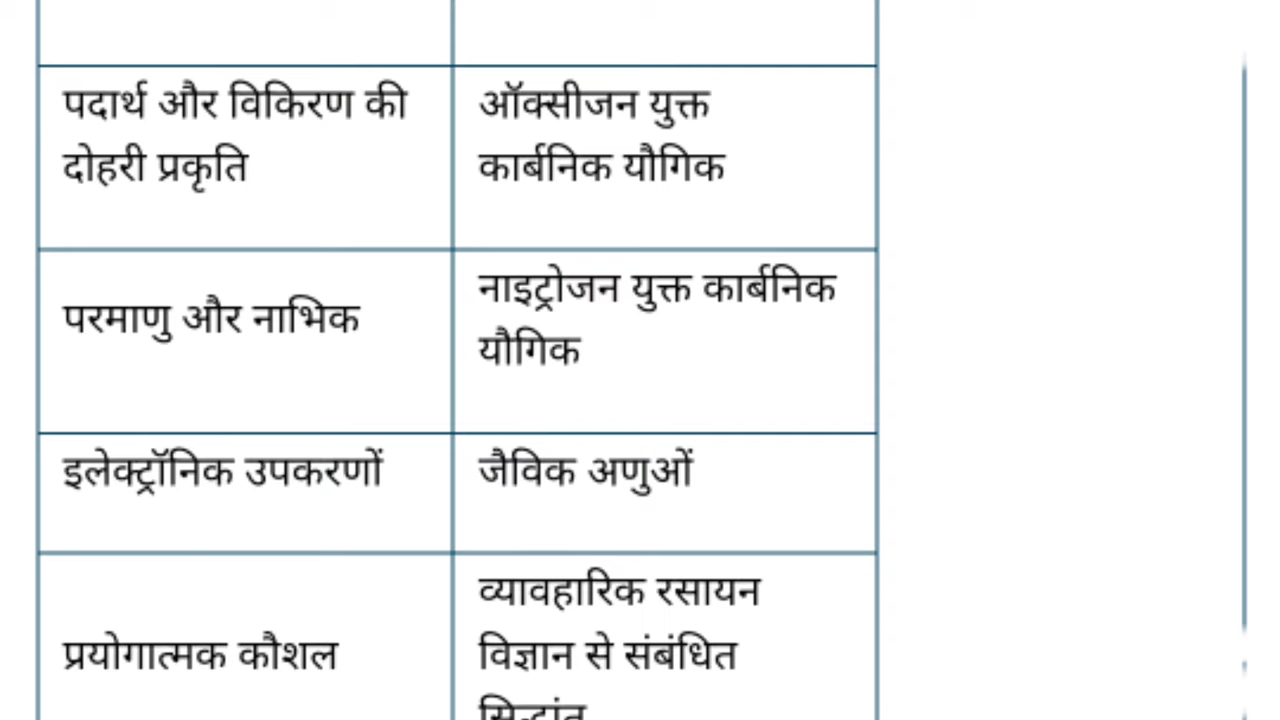 पदार्थ और विकिरण की
दोहरी प्रकृति
ऑक्सीजन युक्त
कार्बनिक यौगिक
परमाणु और नाभिक
नाइट्रोजन युक्त कार्बनिक
यौगिक
इलेक्ट्रॉनिक उपकरणों
जैविक अणुओं
प्रयोगात्मक कौशल
व्यावहारिक रसायन
विज्ञान से संबंधित
सिद्धांत